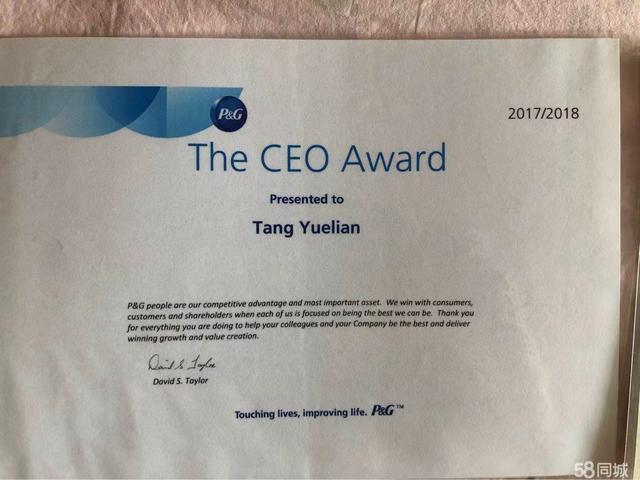 P&G
2017/2018
The CEO Award
Presented to
Tang Yuelian
P&G people are our competitive advantage and most important asset. We win with consumers,
customers and shareholders when each of us is focused on being the best we can be. Thank you
for everything you are doing to help your colleagues and your Company be the best and deliver
winning growth and value creation.
David S. Taylor
David S. Taylor
Touching lives, improving life. P&G™
58同城